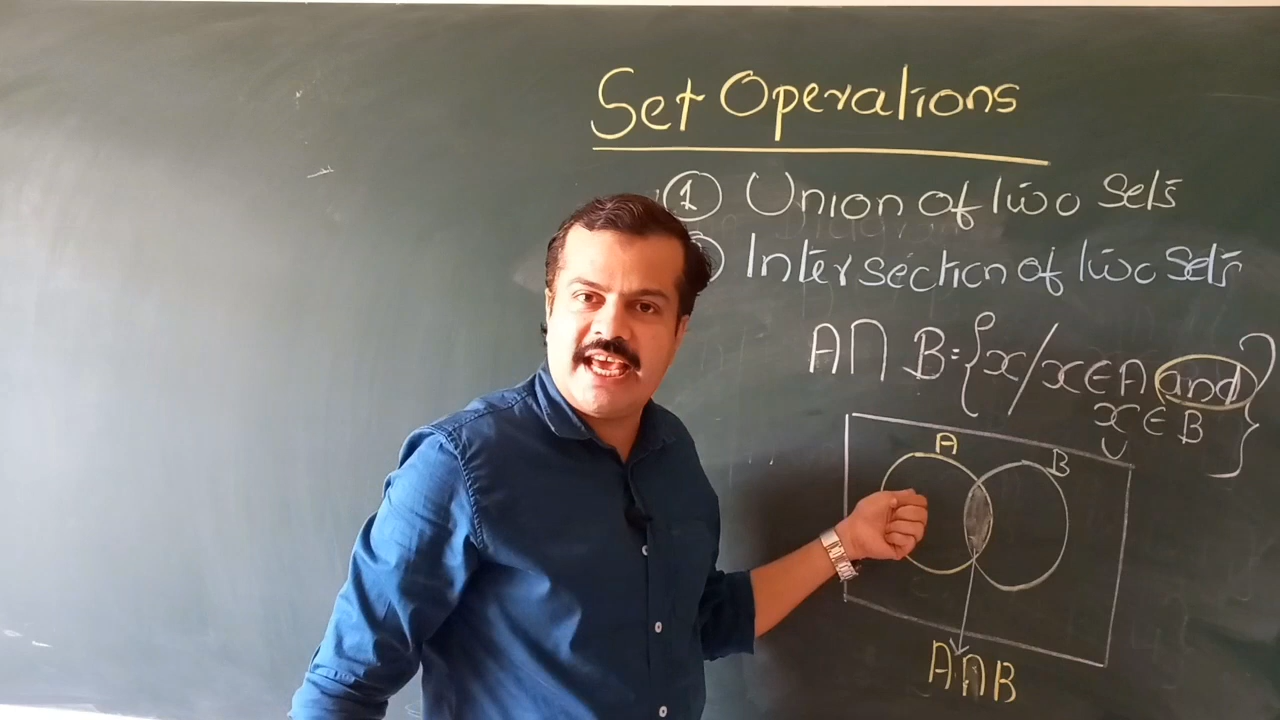 Set Operations
① Union of two Sets
Intersection of two Sets
A∩B={x/x∈A and
x∈B}
U
A
B
A∩B